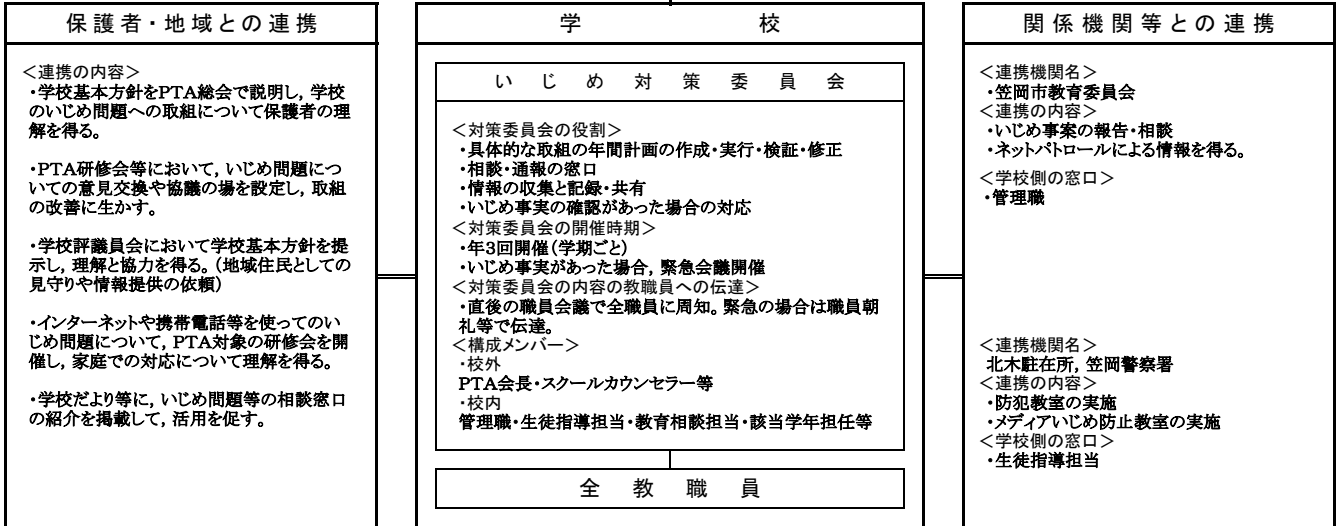 保護者・地域との連携
＜連携の内容＞
・学校基本方針をPTA総会で説明し，学校
のいじめ問題への取組について保護者の理
解を得る。
・PTA研修会等において，いじめ問題につ
いての意見交換や協議の場を設定し，取組
の改善に生かす。
・学校評議員会において学校基本方針を提
示し，理解と協力を得る。（地域住民としての
見守りや情報提供の依頼）
・インターネットや携帯電話等を使ってのい
じめ問題について，PTA対象の研修会を開
催し，家庭での対応について理解を得る。
・学校だより等に，いじめ問題等の相談窓口
の紹介を掲載して，活用を促す。
学校
いじめ対策委員会
＜対策委員会の役割＞
・具体的な取組の年間計画の作成・実行・検証・修正
・相談・通報の窓口
・情報の収集と記録・共有
・いじめ事実の確認があった場合の対応
＜対策委員会の開催時期＞
・年3回開催（学期ごと）
・いじめ事実があった場合，緊急会議開催
＜対策委員会の内容の教職員への伝達＞
・直後の職員会議で全職員に周知。緊急の場合は職員朝
礼等で伝達。
＜構成メンバー＞
・校外
PTA会長・スクールカウンセラー等
・校内
管理職・生徒指導担当・教育相談担当・該当学年担任等
全教職員
関係機関等との連携
＜連携機関名＞
・笠岡市教育委員会
＜連携の内容＞
・いじめ事案の報告・相談
・ネットパトロールによる情報を得る。
＜学校側の窓口＞
・管理職
＜連携機関名＞
北木駐在所，笠岡警察署
＜連携の内容＞
・防犯教室の実施
・メディアいじめ防止教室の実施
＜学校側の窓口＞
・生徒指導担当